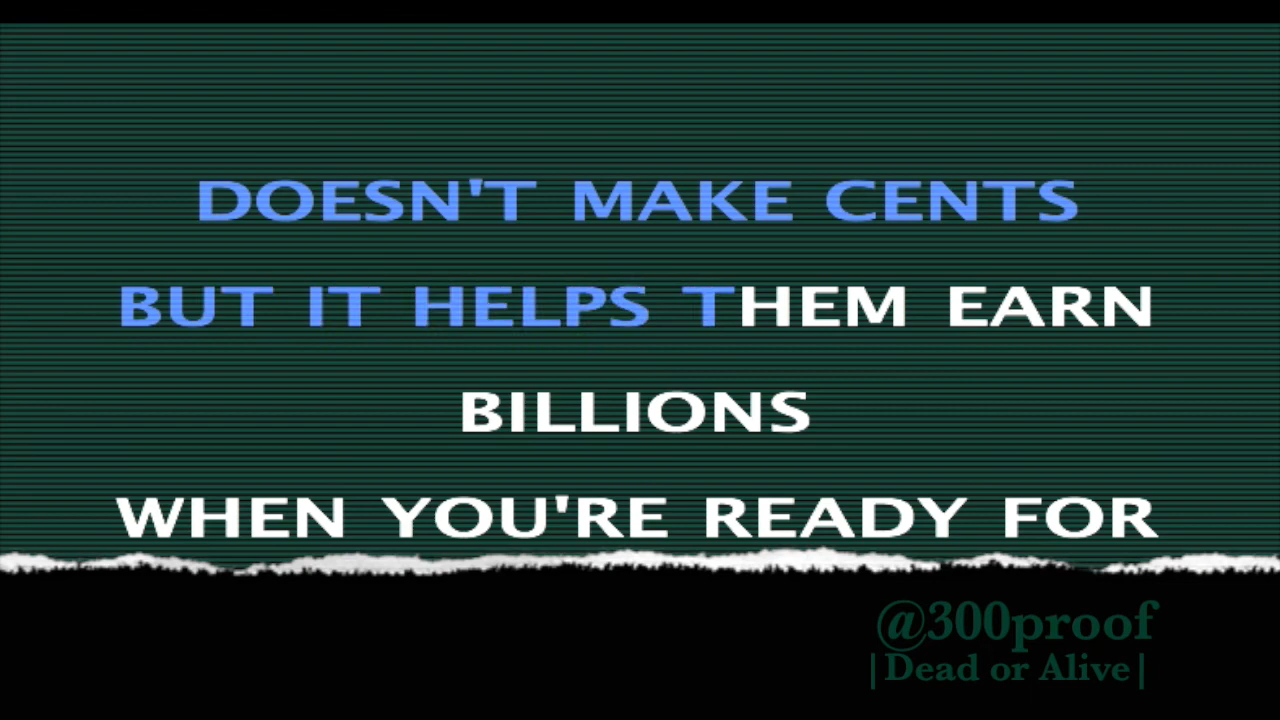 DOESN'T MAKE CENTS
BUT IT HELPS THEM EARN
BILLIONS
WHEN YOU'RE READY FOR
@300proof
|Dead or Alive|